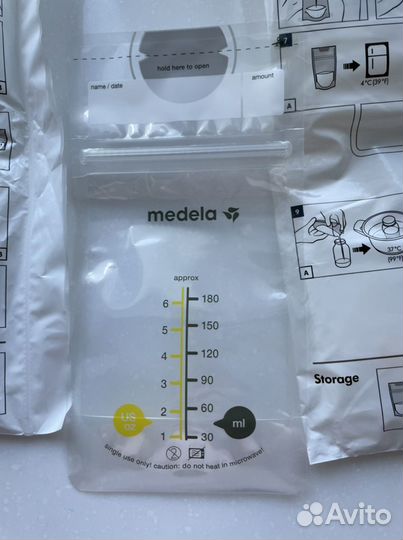 7
hold here to open
name / date
amount
A
4°C (39°F)
medela
9
A
37°C
(99°F)
approx
6 180
5 150
4 120
3 90
2 60
1 30
US
oz
ml
Storage
single use only! caution: do not heat in microwave!
Avito